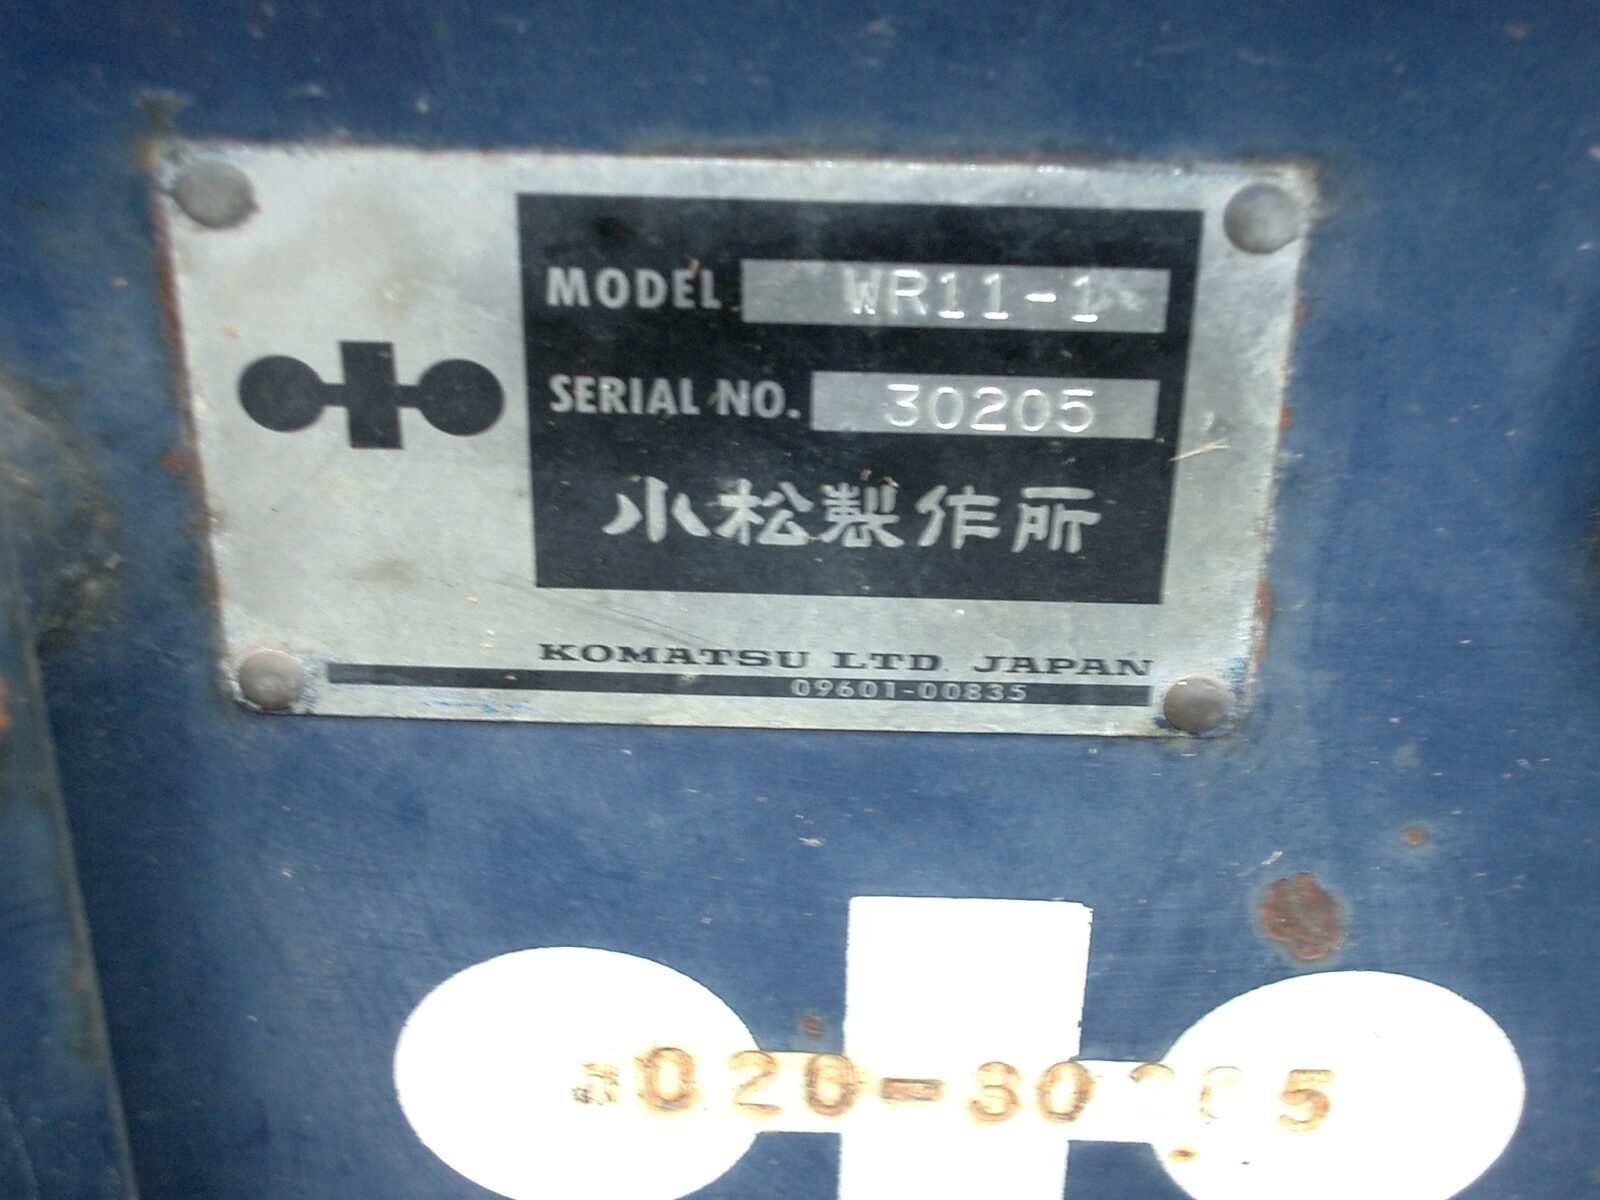 MODEL WR11-1
SERIAL NO. 30205
小松製作所
KOMATSU LTD. JAPAN
09601-00835